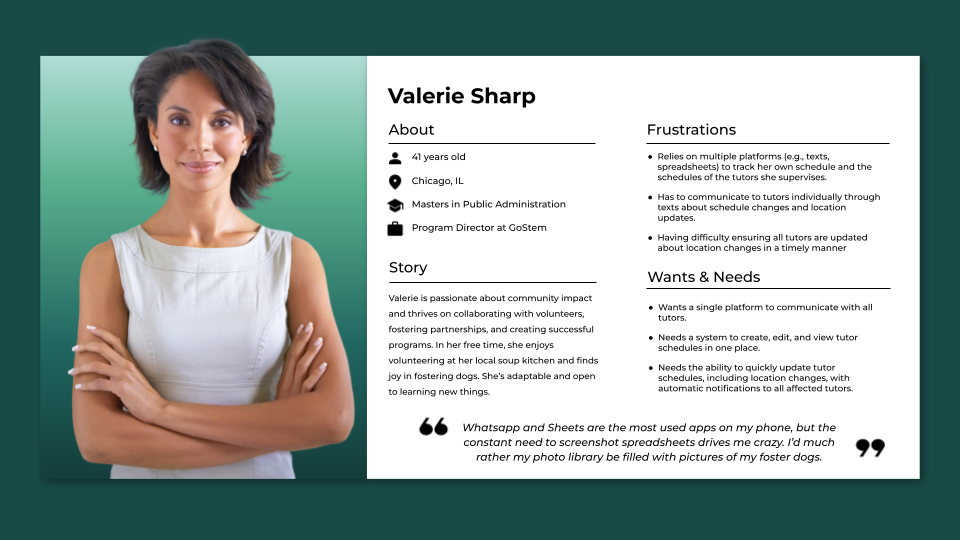 Valerie Sharp
About
41 years old
Chicago, IL
Masters in Public Administration
Program Director at GoStem
Story
Valerie is passionate about community impact
and thrives on collaborating with volunteers,
fostering partnerships, and creating successful
programs. In her free time, she enjoys
volunteering at her local soup kitchen and finds
joy in fostering dogs. She's adaptable and open
to learning new things.
Frustrations
● Relies on multiple platforms (e.g., texts,
spreadsheets) to track her own schedule and the
schedules of the tutors she supervises.
● Has to communicate to tutors individually through
texts about schedule changes and location
updates.
● Having difficulty ensuring all tutors are updated
about location changes in a timely manner
Wants & Needs
● Wants a single platform to communicate with all
tutors.
● Needs a system to create, edit, and view tutor
schedules in one place.
● Needs the ability to quickly update tutor
schedules, including location changes, with
automatic notifications to all affected tutors.
“ Whatsapp and Sheets are the most used apps on my phone, but the
constant need to screenshot spreadsheets drives me crazy. I'd much
rather my photo library be filled with pictures of my foster dogs. ”